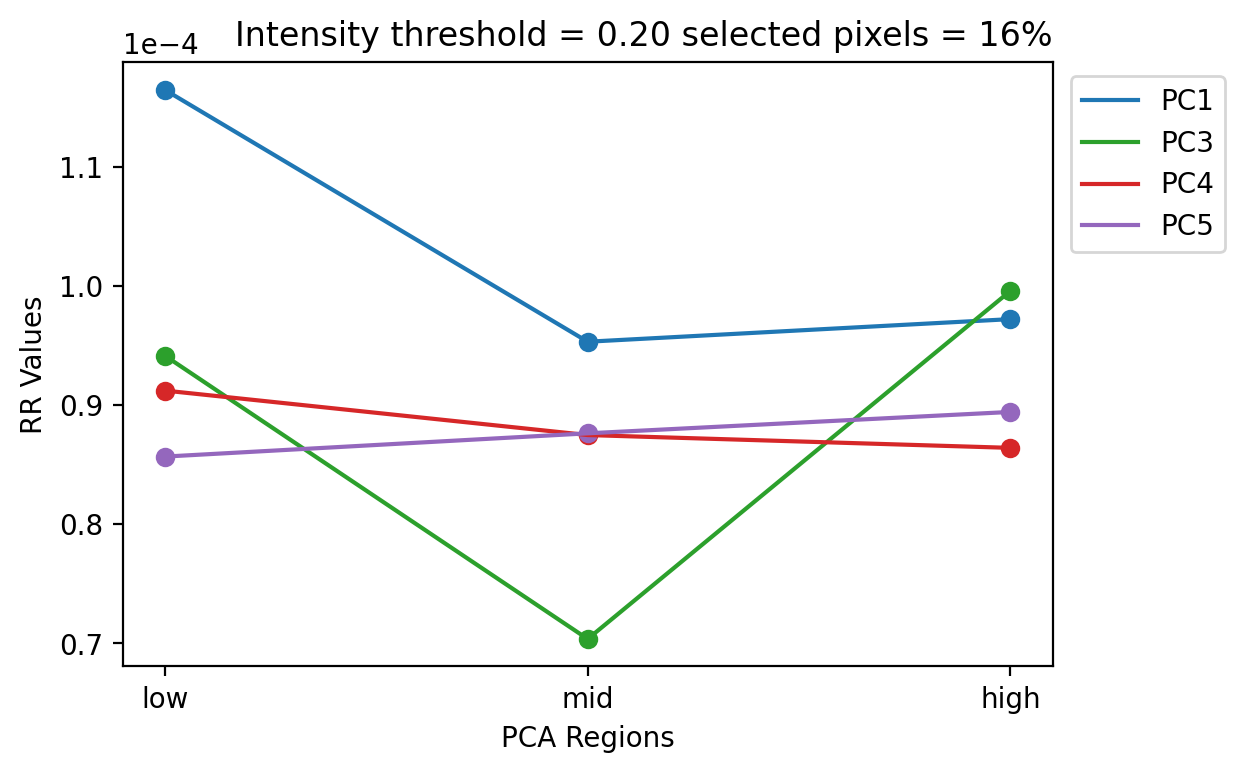 Intensity threshold = 0.20 selected pixels = 16%
1e−4
1.1
1.0
0.9
0.8
0.7
RR Values
low mid high
PCA Regions
PC1
PC3
PC4
PC5